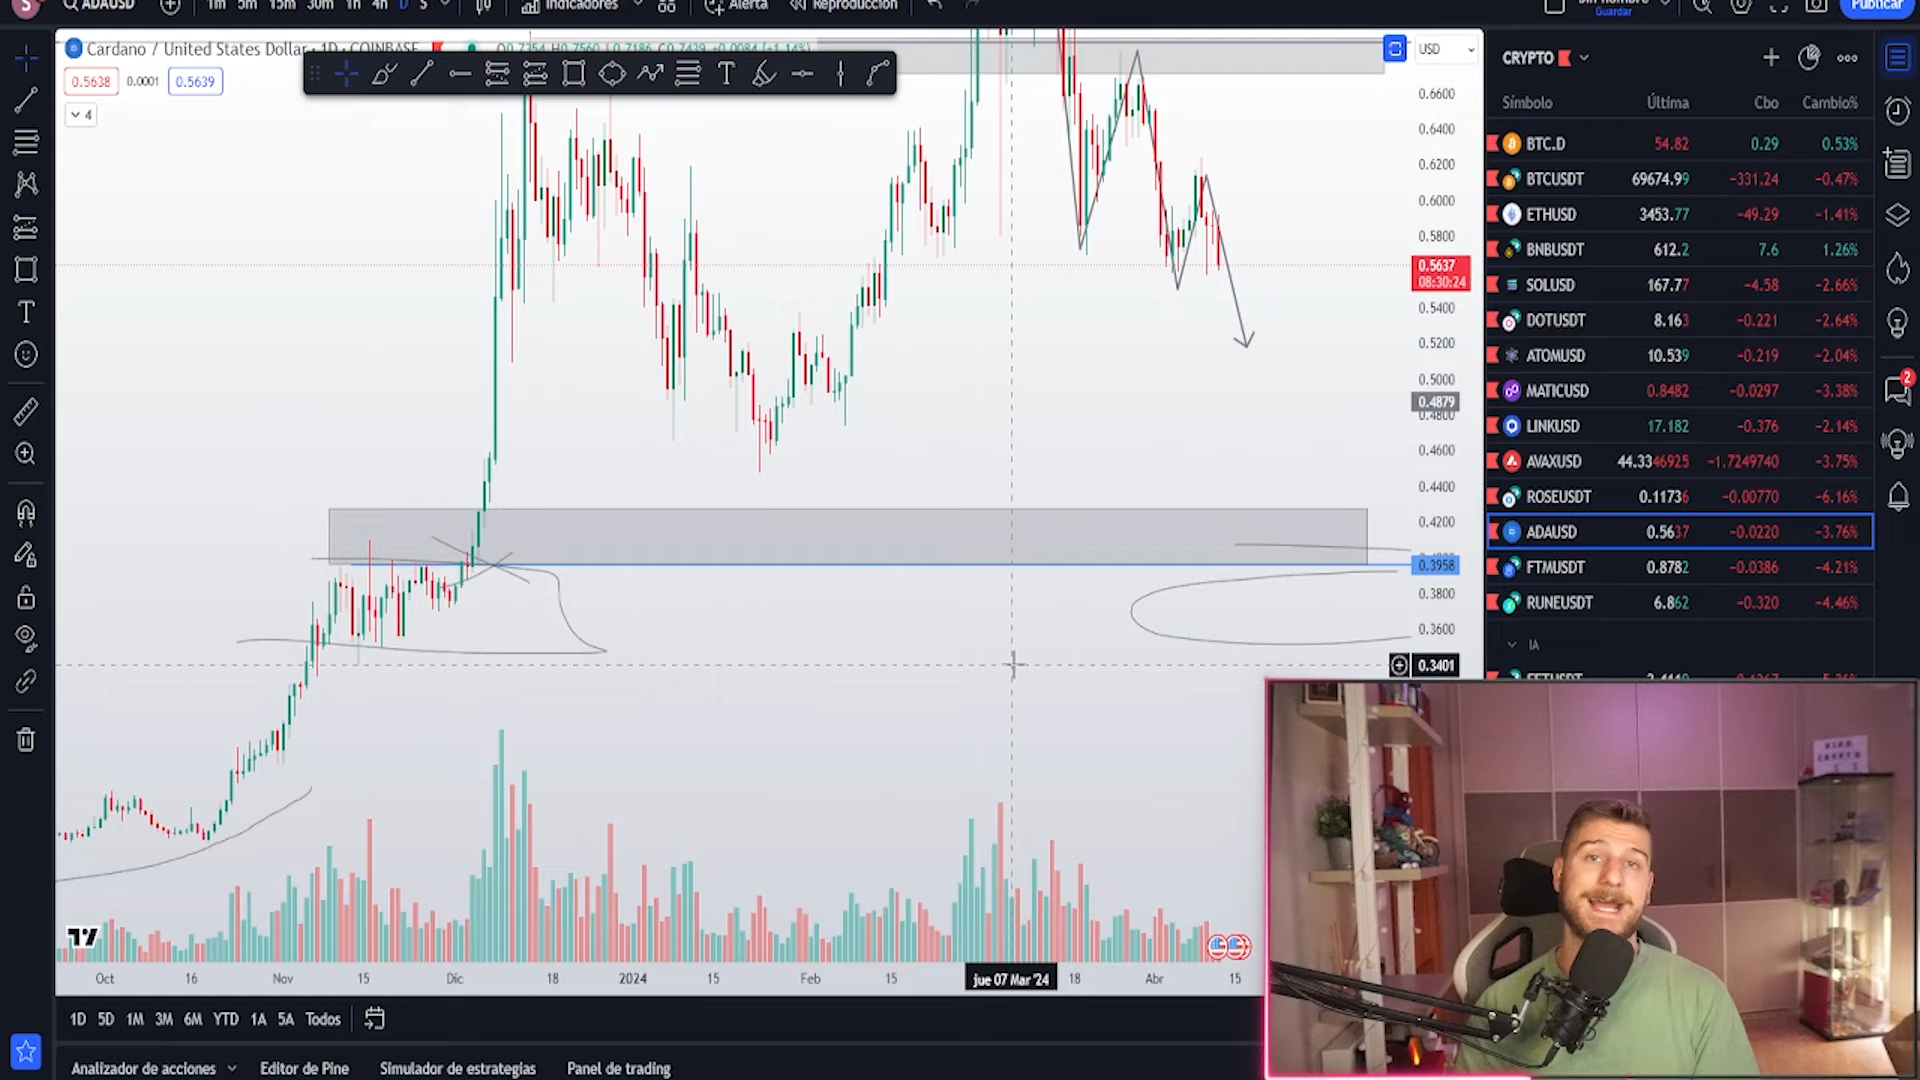 S ADAUSD 1m 5m 15m 30m 1h 4h D S Indicadores Alerta Reproducción Sin nombre Publicar
Guardar
Cardano / United States Dollar · 1D · COINBASE O0.7354 H0.7560 L0.7186 C0.7439 +0.0084 (+1.14%)
0.5638 0.0001 0.5639
4
USD
0.6600
0.6400
0.6200
0.6000
0.5800
0.5637
08:30:24
0.5400
0.5200
0.5000
0.4879
0.4800
0.4600
0.4400
0.4200
0.3958
0.3800
0.3600
0.3401
Oct 16 Nov 15 Dic 18 2024 15 Feb 15 jue 07 Mar '24 18 Abr 15
1D 5D 1M 3M 6M YTD 1A 5A Todos
Analizador de acciones Editor de Pine Simulador de estrategias Panel de trading
CRYPTO
Símbolo Última Cbo Cambio%
BTC.D 54.82 0.29 0.53%
BTCUSDT 69674.99 -331.24 -0.47%
ETHUSD 3453.77 -49.29 -1.41%
BNBUSDT 612.2 7.6 1.26%
SOLUSD 167.77 -4.58 -2.66%
DOTUSDT 8.163 -0.221 -2.64%
ATOMUSD 10.539 -0.219 -2.04%
MATICUSD 0.8482 -0.0297 -3.38%
LINKUSD 17.182 -0.376 -2.14%
AVAXUSD 44.3346925 -1.7249740 -3.75%
ROSEUSDT 0.11736 -0.00770 -6.16%
ADAUSD 0.5637 -0.0220 -3.76%
FTMUSDT 0.8782 -0.0386 -4.21%
RUNEUSDT 6.862 -0.320 -4.46%
IA
2